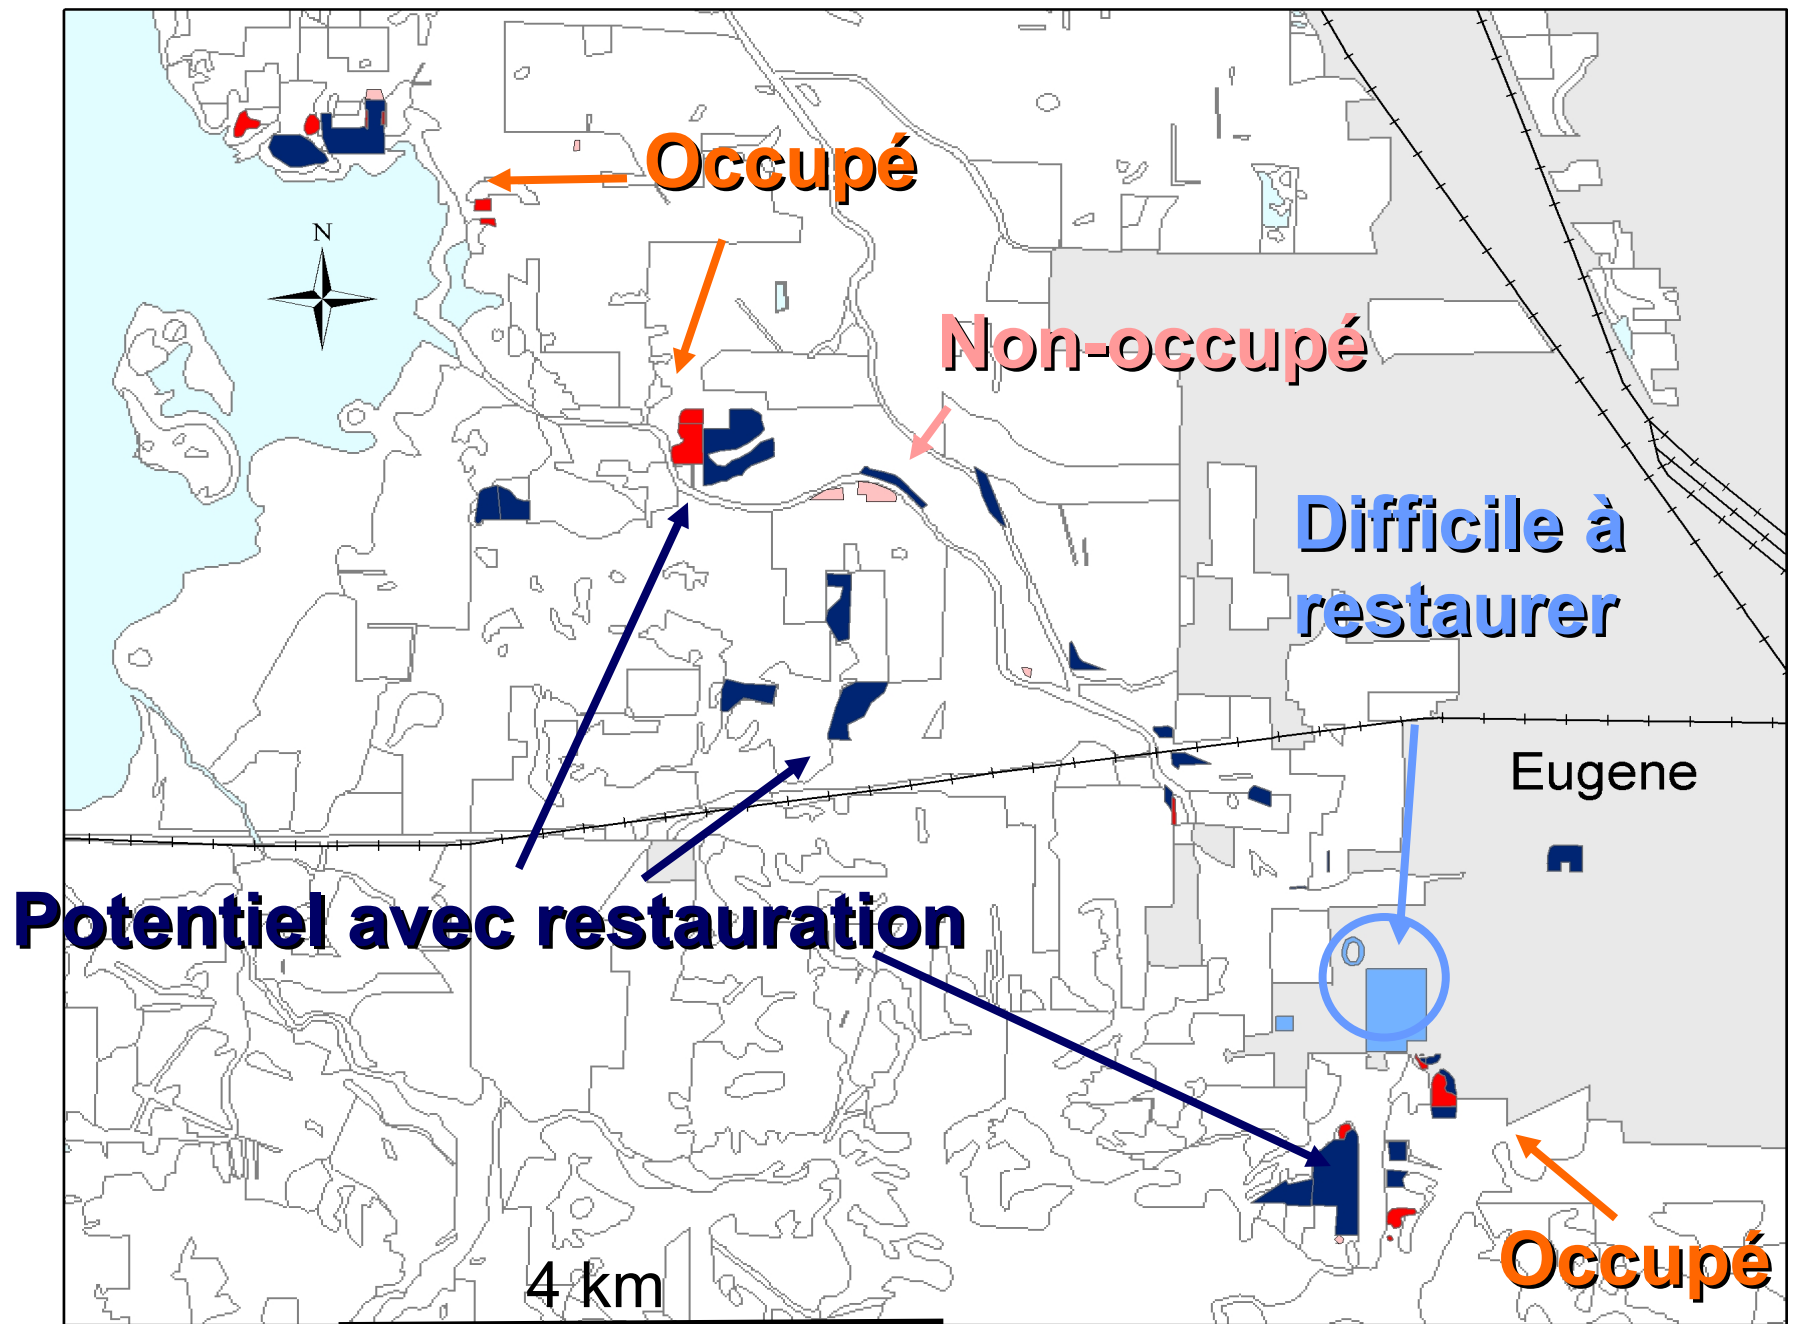 Occupé
N
Non-occupé
Difficile à
restaurer
Eugene
Potentiel avec restauration
Occupé
4 km